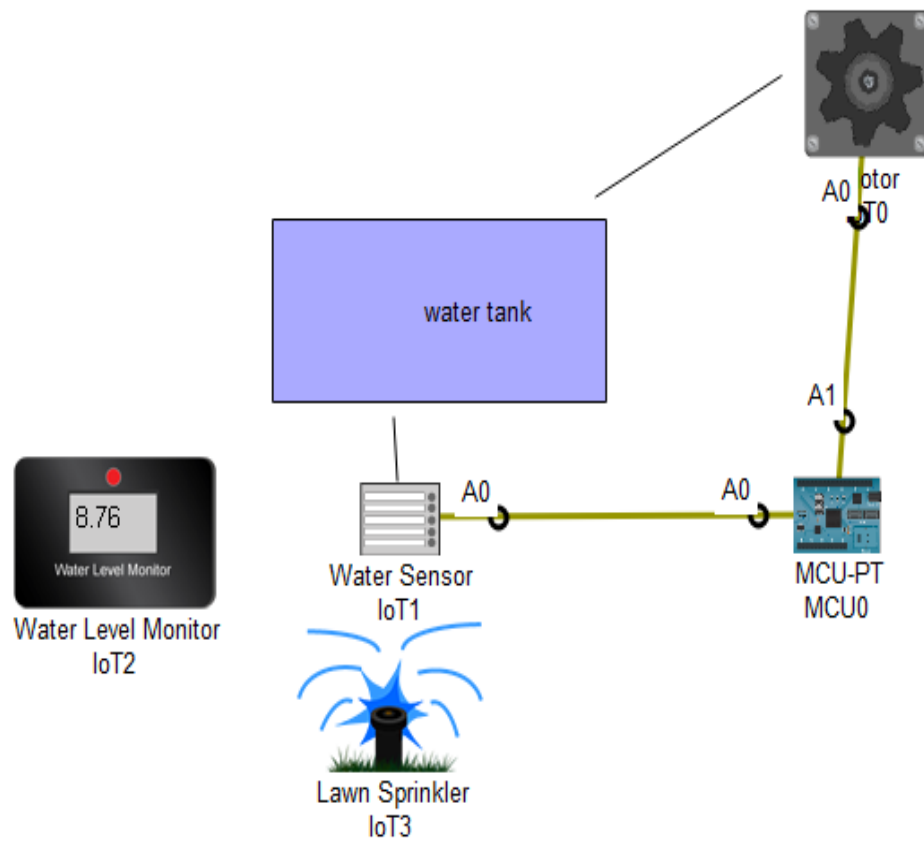 otor
A0
T0
water tank
A1
8.76
Water Level Monitor
A0
A0
Water Sensor
IoT1
MCU-PT
MCU0
Water Level Monitor
IoT2
Lawn Sprinkler
IoT3